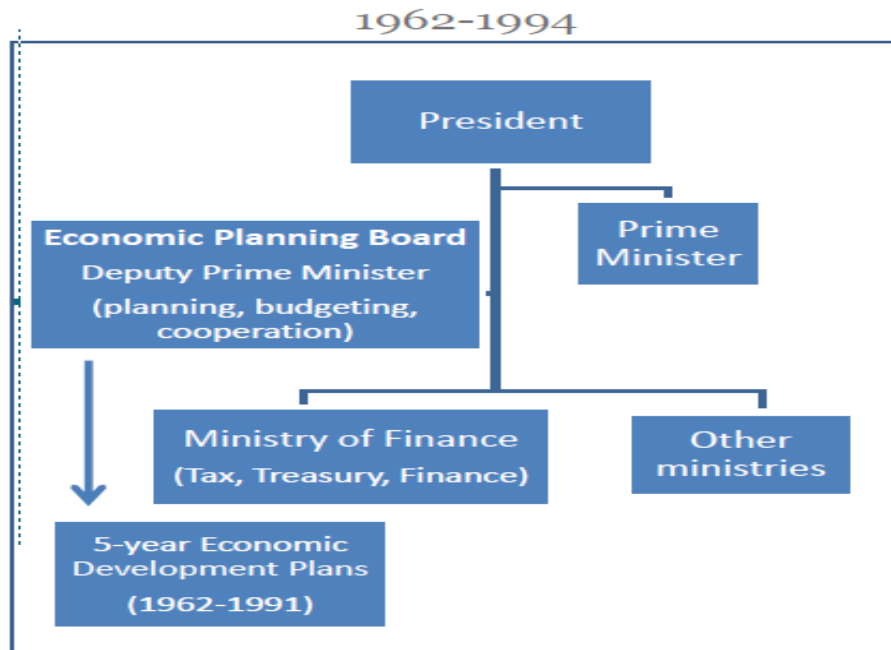 1962-1994
President
Prime
Minister
Economic Planning Board
Deputy Prime Minister
(planning, budgeting,
cooperation)
Ministry of Finance
(Tax, Treasury, Finance)
Other
ministries
5-year Economic
Development Plans
(1962-1991)